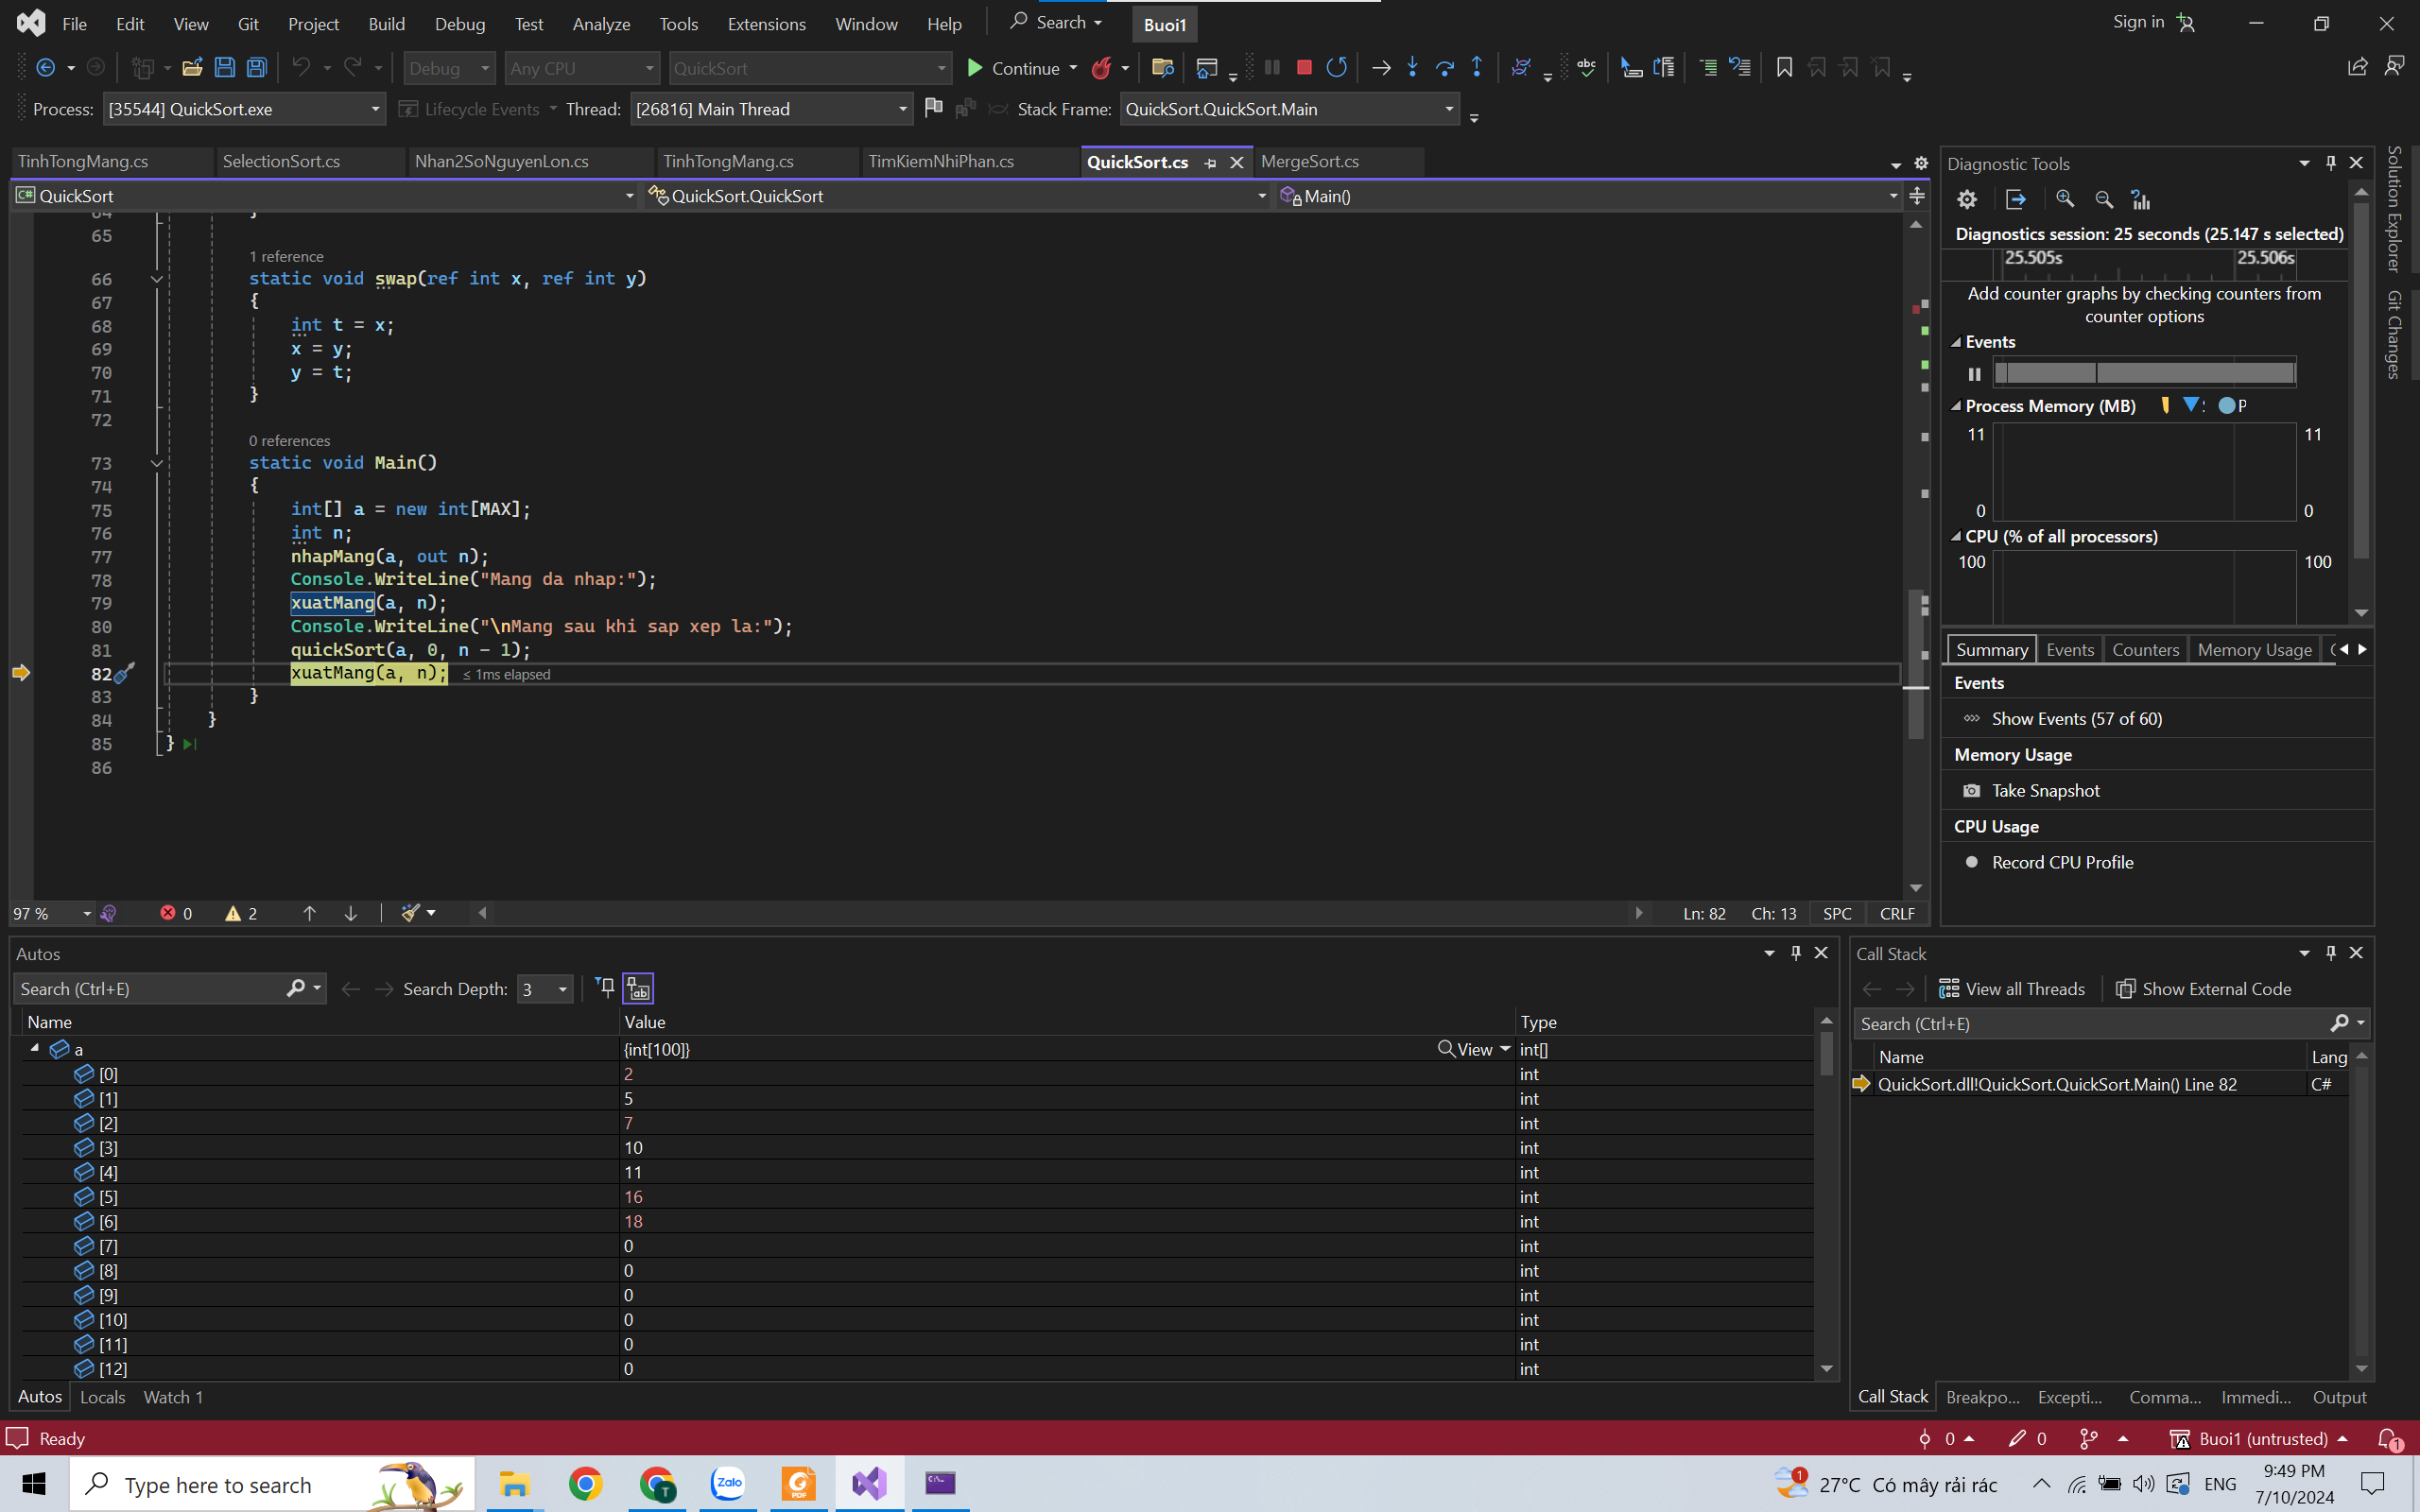 File Edit View Git Project Build Debug Test Analyze Tools Extensions Window Help Search Buoi1 Sign in
Debug Any CPU QuickSort Continue
Process: [35544] QuickSort.exe Lifecycle Events Thread: [26816] Main Thread Stack Frame: QuickSort.QuickSort.Main
TinhTongMang.cs SelectionSort.cs Nhan2SoNguyenLon.cs TinhTongMang.cs TimKiemNhiPhan.cs QuickSort.cs MergeSort.cs
QuickSort QuickSort.QuickSort Main()
64 }
65
1 reference
66 static void swap(ref int x, ref int y)
67 {
68 int t = x;
69 x = y;
70 y = t;
71 }
72
0 references
73 static void Main()
74 {
75 int[] a = new int[MAX];
76 int n;
77 nhapMang(a, out n);
78 Console.WriteLine("Mang da nhap:");
79 xuatMang(a, n);
80 Console.WriteLine("\nMang sau khi sap xep la:");
81 quickSort(a, 0, n - 1);
82 xuatMang(a, n); ≤ 1ms elapsed
83 }
84 }
85 }
86
97 % 0 2 Ln: 82 Ch: 13 SPC CRLF
Diagnostic Tools
Diagnostics session: 25 seconds (25.147 s selected)
25.505s 25.506s
Add counter graphs by checking counters from
counter options
Events
Process Memory (MB) P
11 11
0 0
CPU (% of all processors)
100 100
Summary Events Counters Memory Usage
Events
Show Events (57 of 60)
Memory Usage
Take Snapshot
CPU Usage
Record CPU Profile
Solution Explorer
Git Changes
Autos
Search (Ctrl+E) Search Depth: 3
Name Value Type
a {int[100]} View int[]
[0] 2 int
[1] 5 int
[2] 7 int
[3] 10 int
[4] 11 int
[5] 16 int
[6] 18 int
[7] 0 int
[8] 0 int
[9] 0 int
[10] 0 int
[11] 0 int
[12] 0 int
Autos Locals Watch 1
Call Stack
View all Threads Show External Code
Search (Ctrl+E)
Name Lang
QuickSort.dll!QuickSort.QuickSort.Main() Line 82 C#
Call Stack Breakpo... Excepti... Comma... Immedi... Output
Ready 0 0 Buoi1 (untrusted) 1
Type here to search Zalo T PDF 1 27°C Có mây rải rác ENG 9:49 PM
7/10/2024